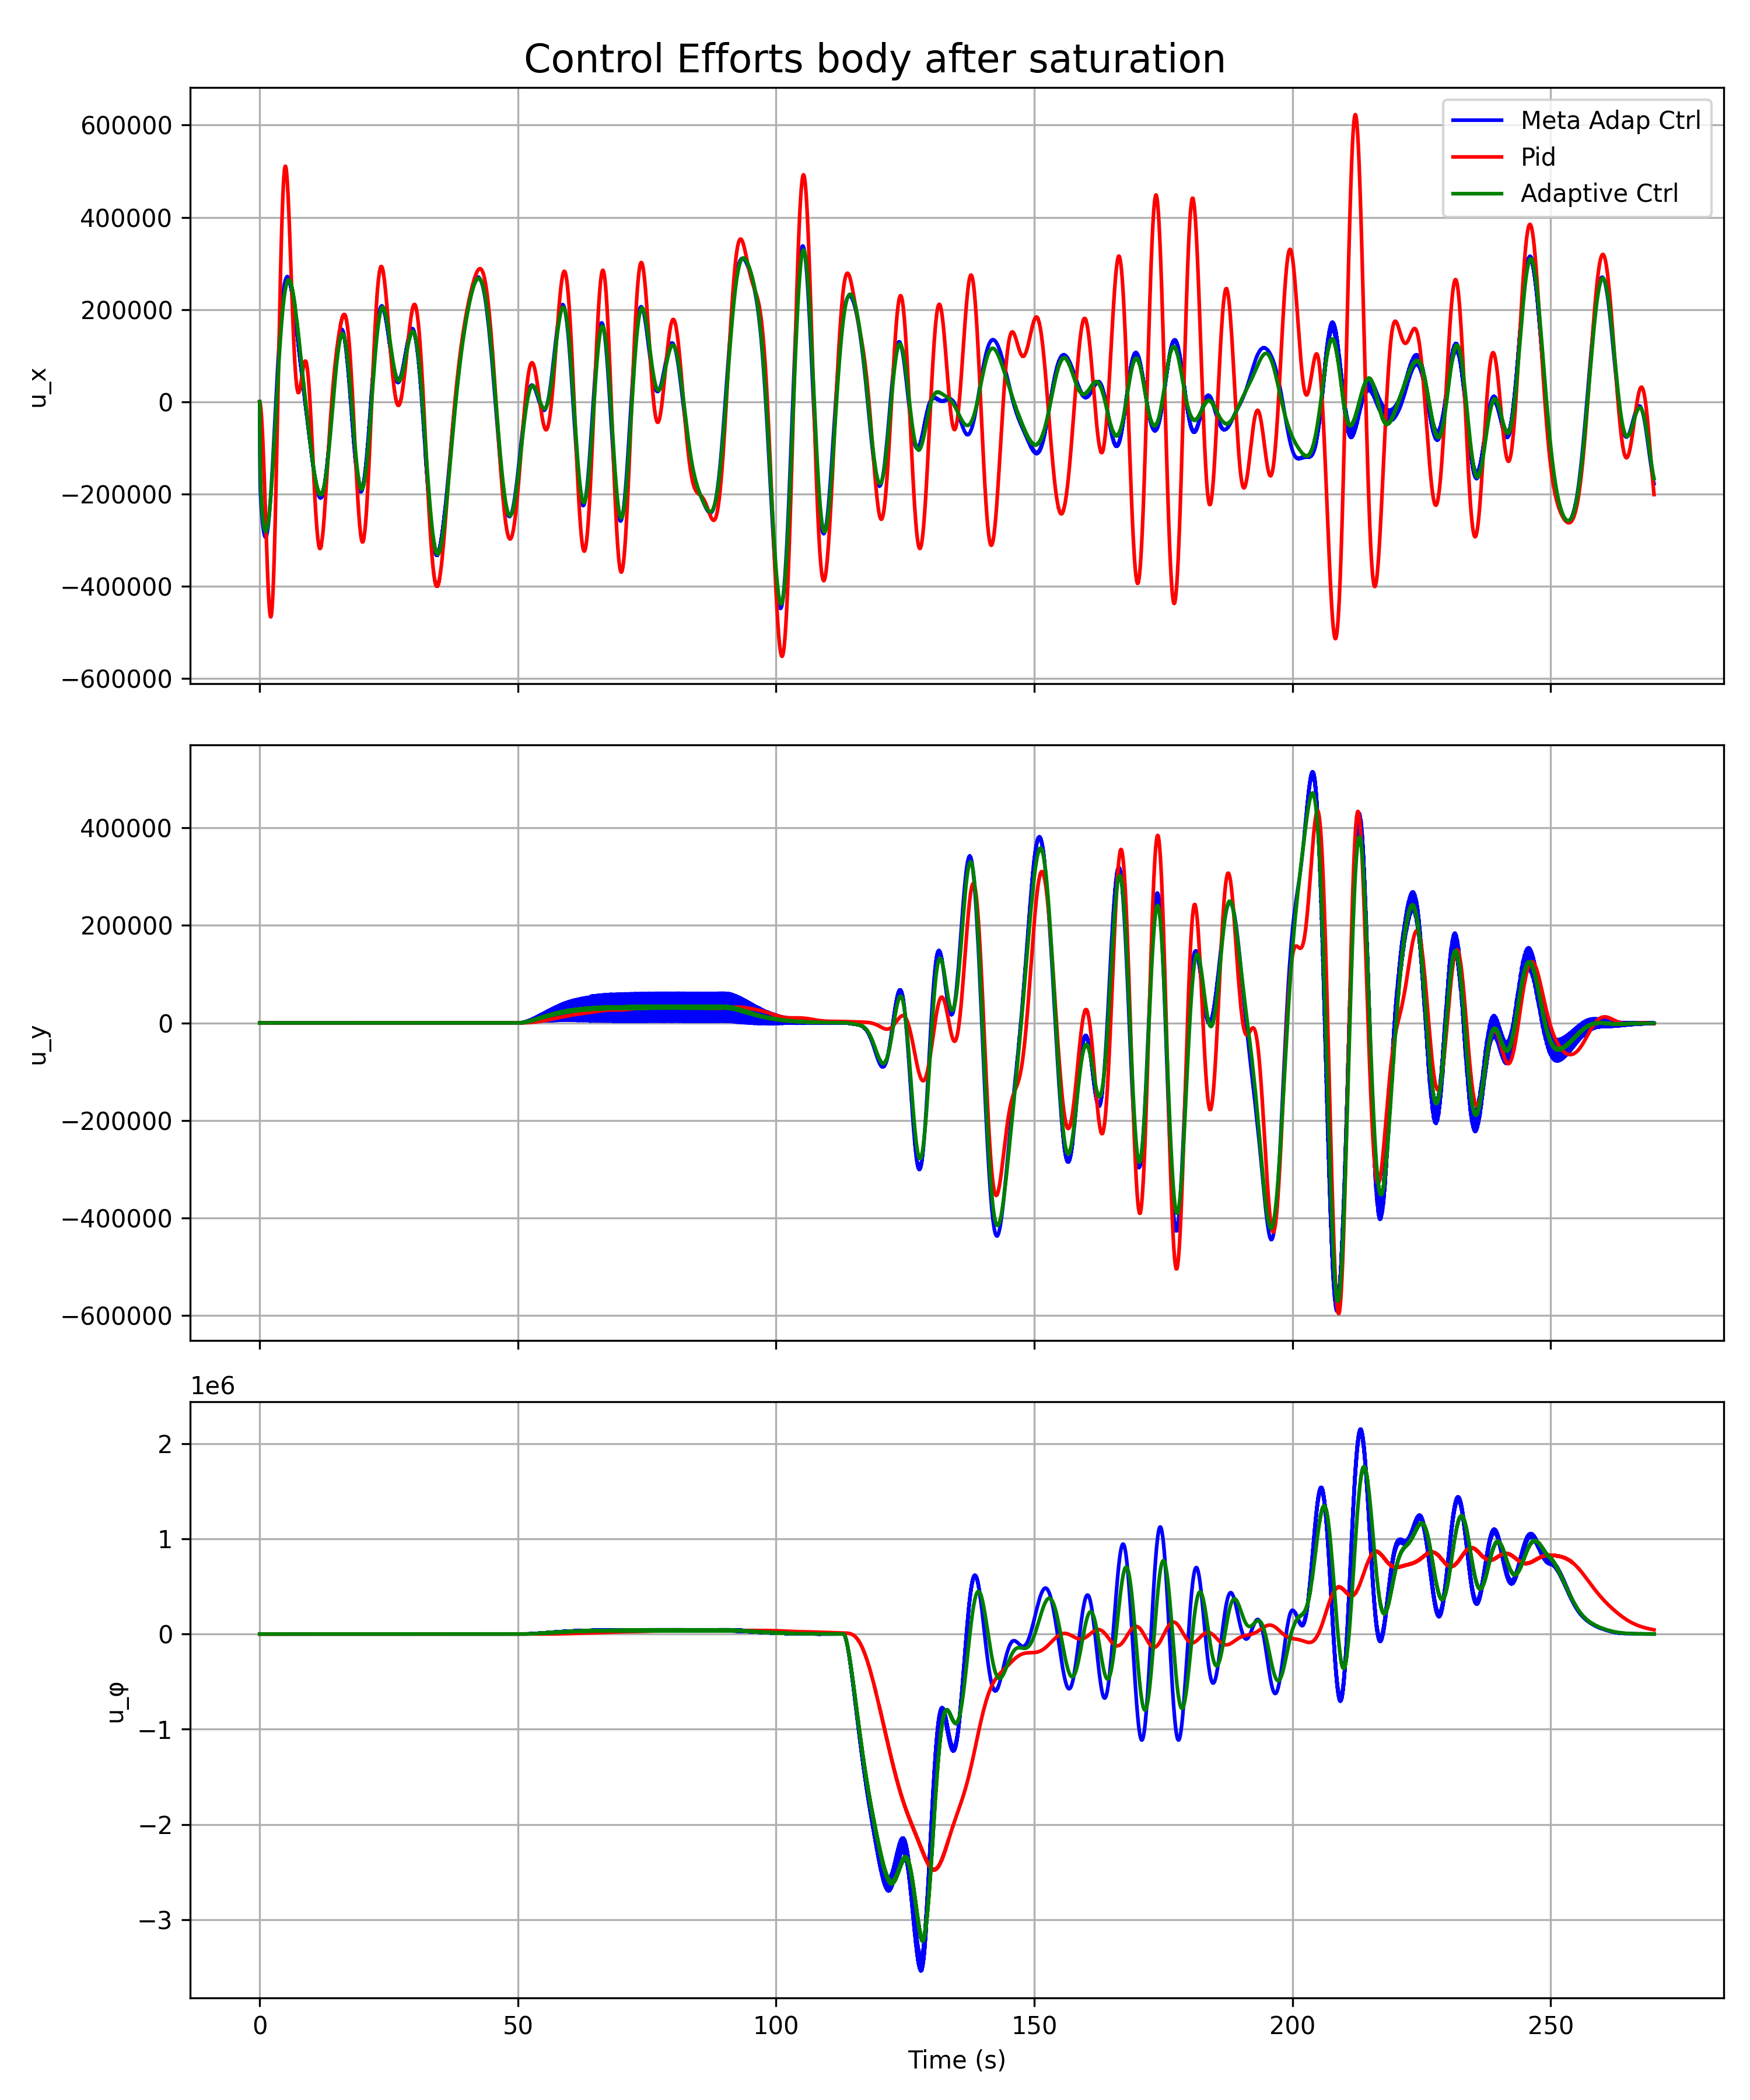 Control Efforts body after saturation
Meta Adap Ctrl
Pid
Adaptive Ctrl
600000
400000
200000
0
−200000
−400000
−600000
u_x
400000
200000
0
−200000
−400000
−600000
u_y
1e6
2
1
0
−1
−2
−3
u_φ
0 50 100 150 200 250
Time (s)